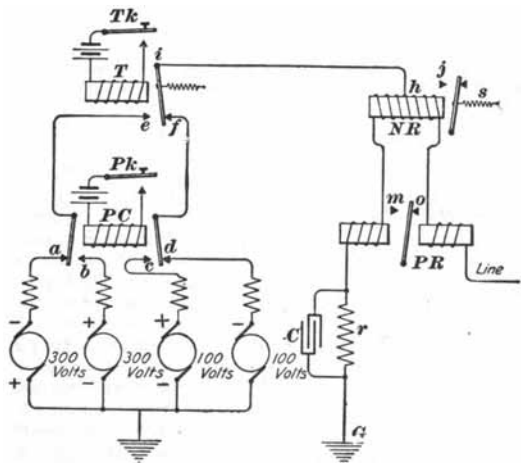 Tk
T
i
h
j
s
NR
e
f
Pk
PC
m
o
PR
a
b
c
d
Line
- + + -
300 Volts
300 Volts
100 Volts
100 Volts
+ - - +
C
r
G